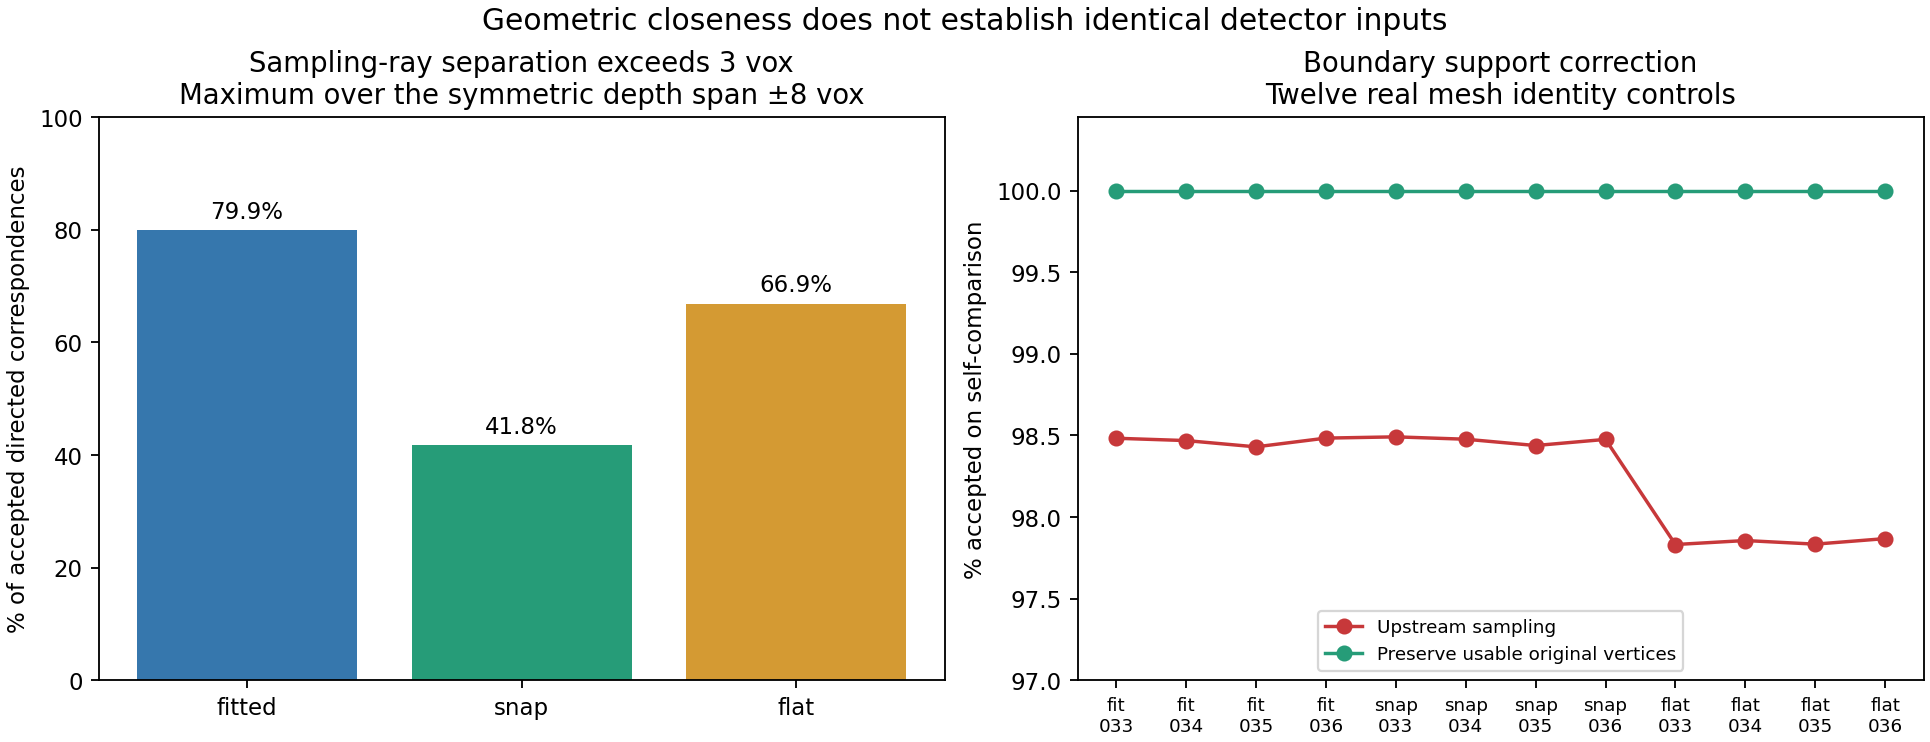 Geometric closeness does not establish identical detector inputs
Sampling-ray separation exceeds 3 vox
Maximum over the symmetric depth span ±8 vox
% of accepted directed correspondences
100
80
60
40
20
0
79.9%
41.8%
66.9%
fitted
snap
flat
Boundary support correction
Twelve real mesh identity controls
% accepted on self-comparison
100.0
99.5
99.0
98.5
98.0
97.5
97.0
Upstream sampling
Preserve usable original vertices
fit fit fit fit snap snap snap snap flat flat flat flat
033 034 035 036 033 034 035 036 033 034 035 036